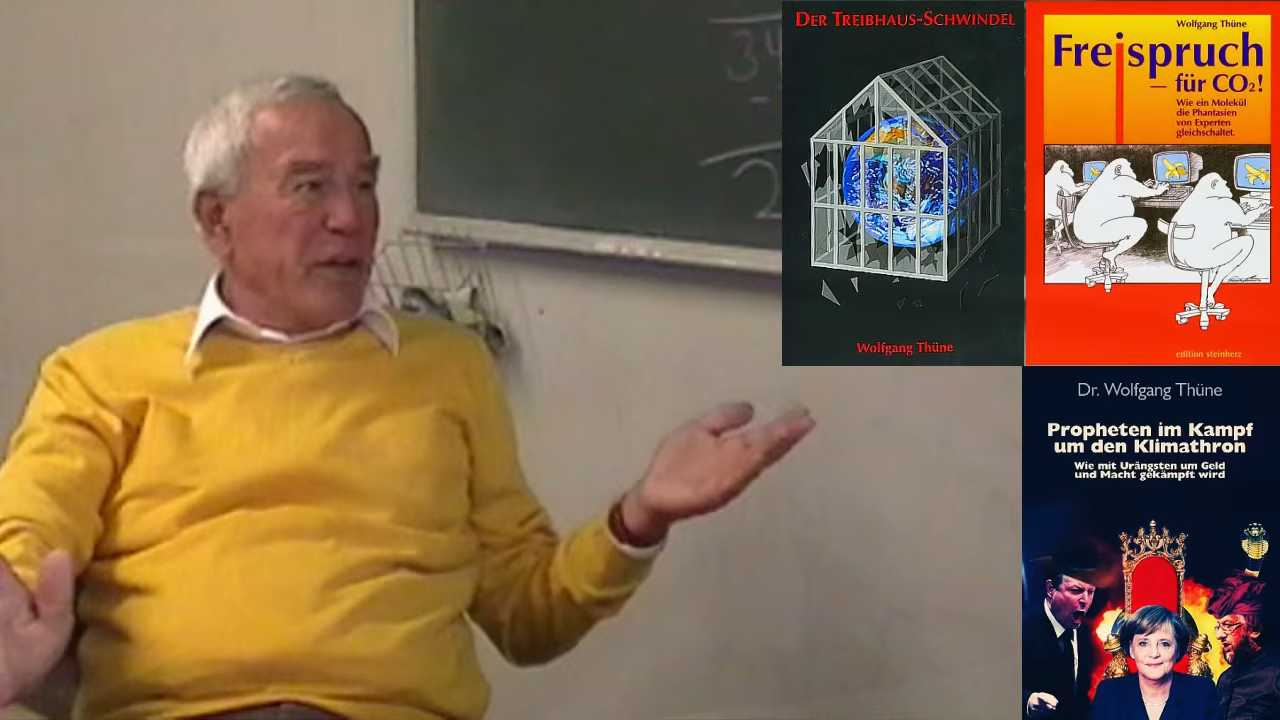 34
2
DER TREIBHAUS-SCHWINDEL
Wolfgang Thüne
Wolfgang Thüne
Freispruch
— für CO₂!
Wie ein Molekül
die Phantasien
von Experten
gleichschaltet.
edition steinherz
Dr. Wolfgang Thüne
Propheten im Kampf
um den Klimathron
Wie mit Urängsten um Geld
und Macht gekämpft wird